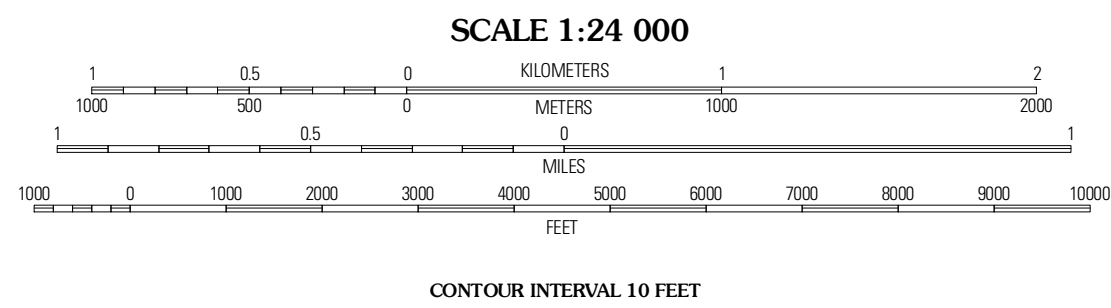 SCALE 1:24 000
1 0.5 0 KILOMETERS 1 2
1000 500 0 METERS 1000 2000
1 0.5 0 1
MILES
1000 0 1000 2000 3000 4000 5000 6000 7000 8000 9000 10000
FEET
CONTOUR INTERVAL 10 FEET